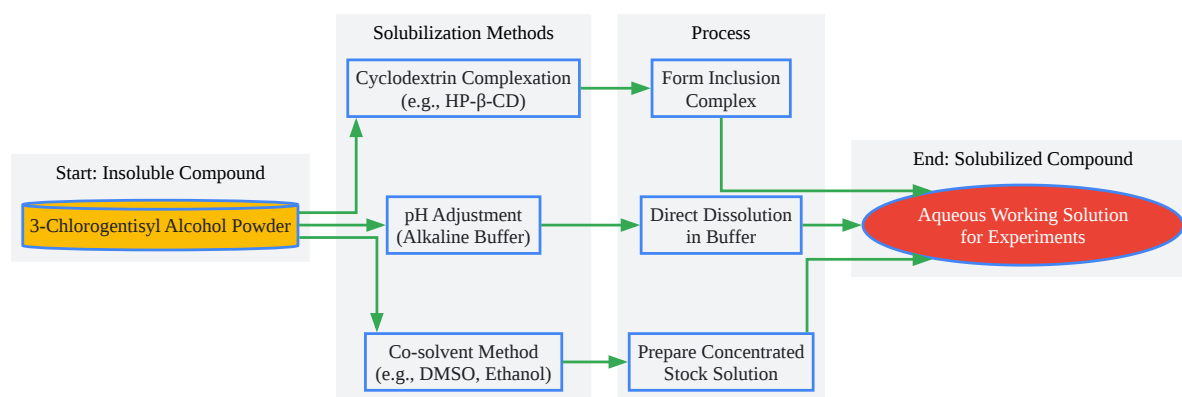 Solubilization Methods
Process
Cyclodextrin Complexation
(e.g., HP-β-CD)
Form Inclusion
Complex
Start: Insoluble Compound
End: Solubilized Compound
3-Chlorogentisyl Alcohol Powder
pH Adjustment
(Alkaline Buffer)
Direct Dissolution
in Buffer
Aqueous Working Solution
for Experiments
Co-solvent Method
(e.g., DMSO, Ethanol)
Prepare Concentrated
Stock Solution